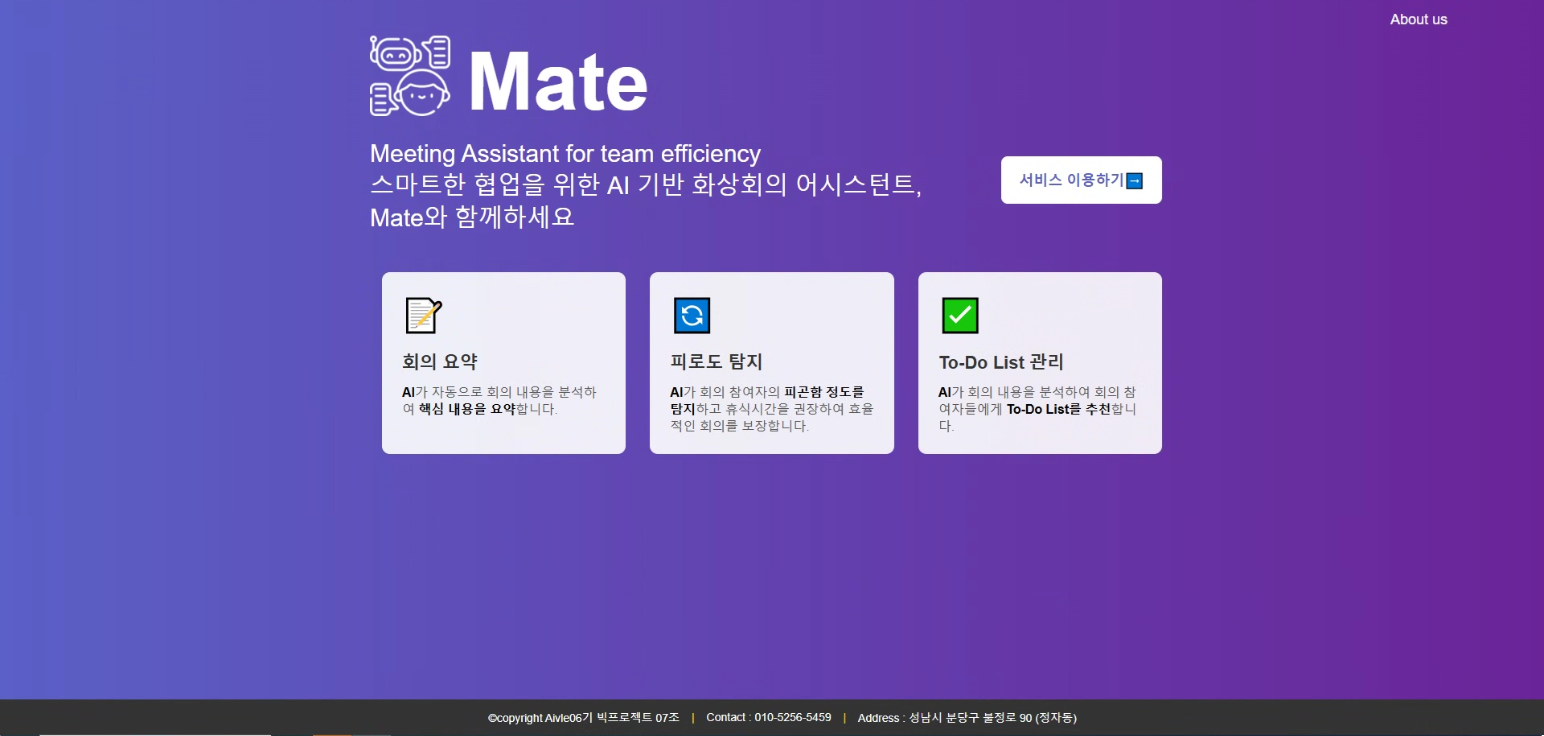 About us
Mate
Meeting Assistant for team efficiency
스마트한 협업을 위한 AI 기반 화상회의 어시스턴트,
Mate와 함께하세요
서비스 이용하기➡
회의 요약
AI가 자동으로 회의 내용을 분석하
여 핵심 내용을 요약합니다.
피로도 탐지
AI가 회의 참여자의 피곤함 정도를
탐지하고 휴식시간을 권장하여 효율
적인 회의를 보장합니다.
To-Do List 관리
AI가 회의 내용을 분석하여 회의 참
여자들에게 To-Do List를 추천합니
다.
©copyright Aivle06기 빅프로젝트 07조 | Contact : 010-5256-5459 | Address : 성남시 분당구 불정로 90 (정자동)